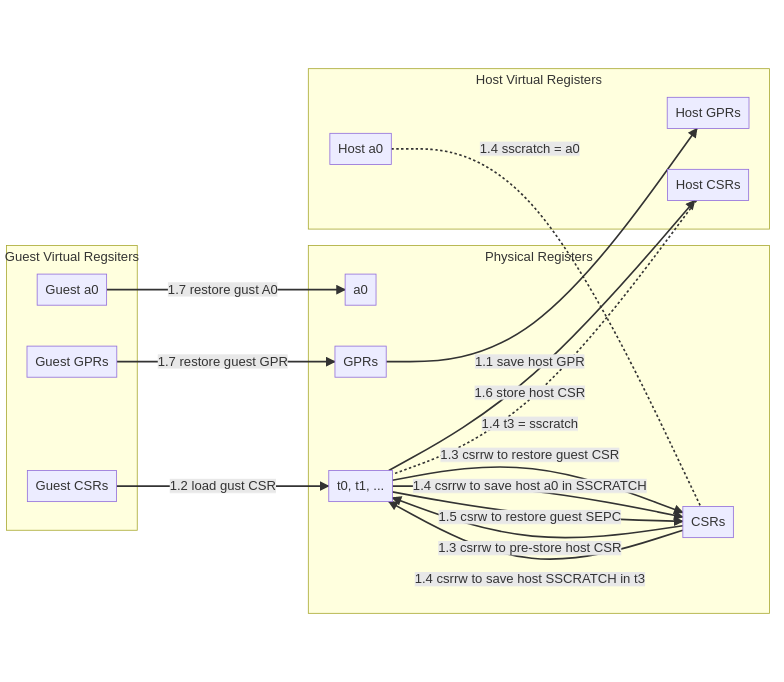 Host Virtual Registers
Host GPRs
Host a0
1.4 sscratch = a0
Host CSRs
Guest Virtual Regsiters
Physical Registers
Guest a0
1.7 restore gust A0
a0
Guest GPRs
1.7 restore guest GPR
GPRs
1.1 save host GPR
1.6 store host CSR
1.4 t3 = sscratch
1.3 csrrw to restore guest CSR
Guest CSRs
1.2 load gust CSR
t0, t1, ...
1.4 csrrw to save host a0 in SSCRATCH
1.5 csrw to restore guest SEPC
CSRs
1.3 csrrw to pre-store host CSR
1.4 csrrw to save host SSCRATCH in t3